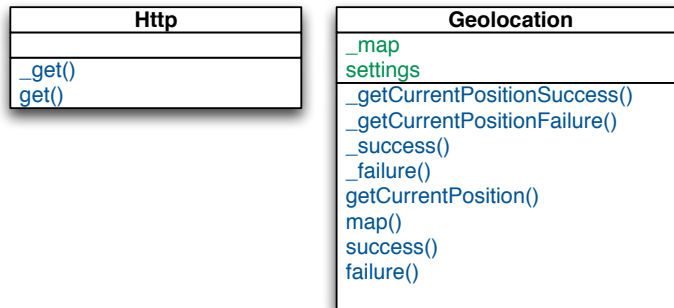 Http
_get()
get()
Geolocation
_map
settings
_getCurrentPositionSuccess()
_getCurrentPositionFailure()
_success()
_failure()
getCurrentPosition()
map()
success()
failure()